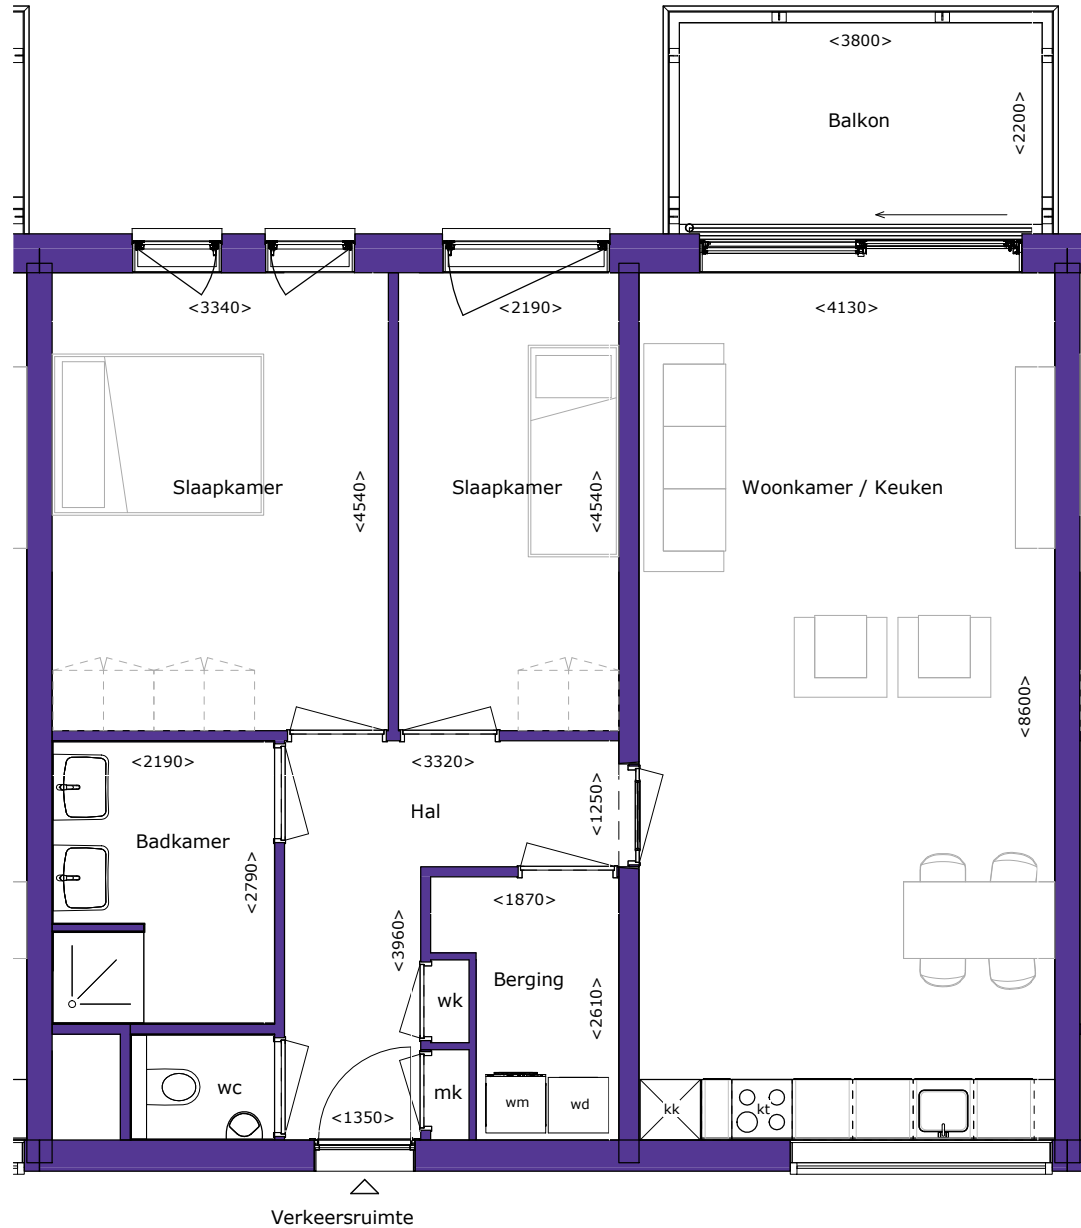 <3800>
Balkon
<2200>
<3340>
<2190>
<4130>
Slaapkamer
<4540>
Slaapkamer
<4540>
Woonkamer / Keuken
<8600>
<2190>
<3320>
Hal
<1250>
Badkamer
<2790>
<1870>
<3960>
Berging
<2610>
wk
wc
mk
wm
wd
kk
kt
<1350>
Verkeersruimte